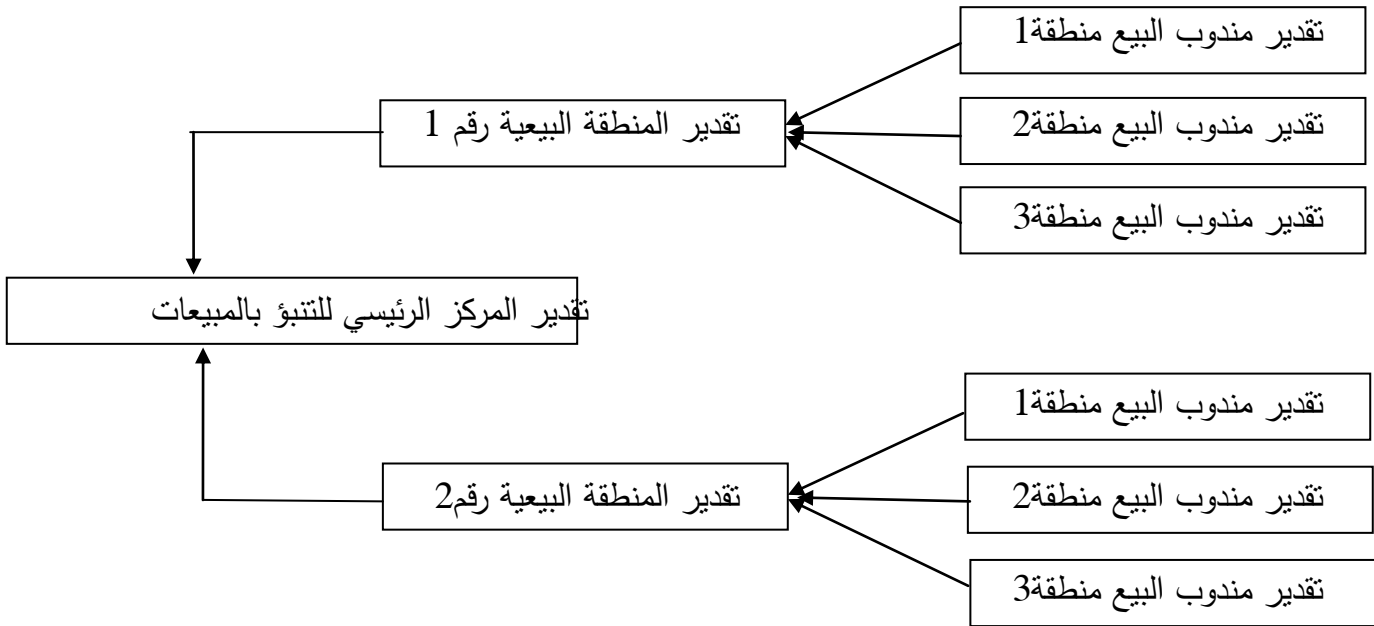 تقدير مندوب البيع منطقة1
تقدير المنطقة البيعية رقم 1
تقدير مندوب البيع منطقة2
تقدير مندوب البيع منطقة3
تقدير المركز الرئيسي للتنبؤ بالمبيعات
تقدير مندوب البيع منطقة1
تقدير المنطقة البيعية رقم2
تقدير مندوب البيع منطقة2
تقدير مندوب البيع منطقة3